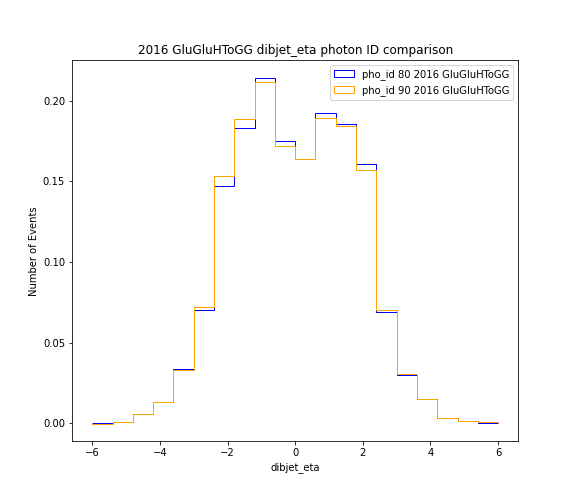 2016 GluGluHToGG dibjet_eta photon ID comparison
pho_id 80 2016 GluGluHToGG
pho_id 90 2016 GluGluHToGG
Number of Events
0.20
0.15
0.10
0.05
0.00
−6 −4 −2 0 2 4 6
dibjet_eta